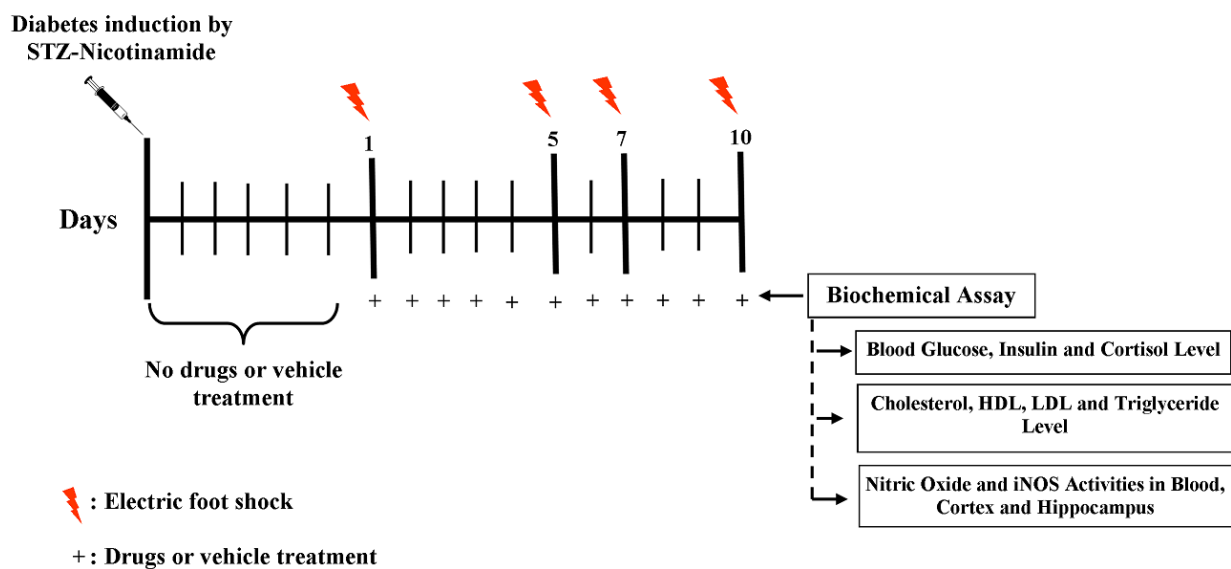 Diabetes induction by
STZ-Nicotinamide
1
5
7
10
Days
+ + + + + + + + + + +
Biochemical Assay
Blood Glucose, Insulin and Cortisol Level
No drugs or vehicle
treatment
Cholesterol, HDL, LDL and Triglyceride
Level
Nitric Oxide and iNOS Activities in Blood,
Cortex and Hippocampus
: Electric foot shock
+ : Drugs or vehicle treatment